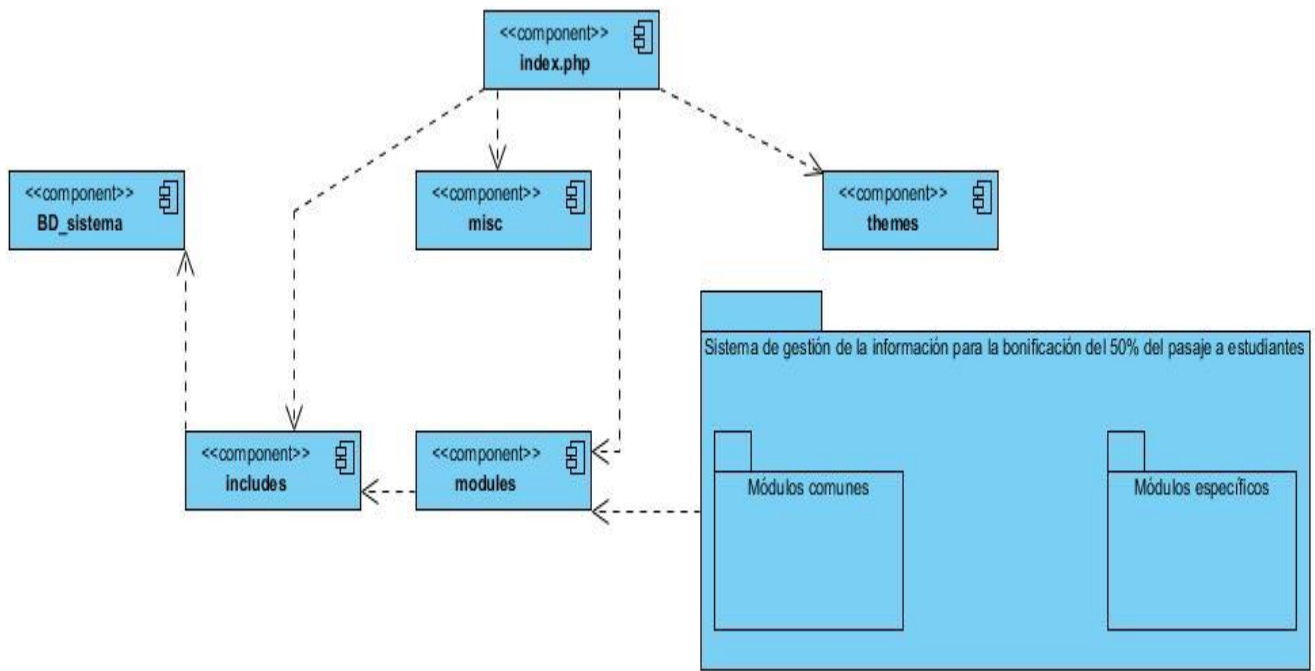 <<component>>
index.php
<<component>>
BD_sistema
<<component>>
misc
<<component>>
themes
Sistema de gestión de la información para la bonificación del 50% del pasaje a estudiantes
<<component>>
includes
<<component>>
modules
Módulos comunes
Módulos específicos